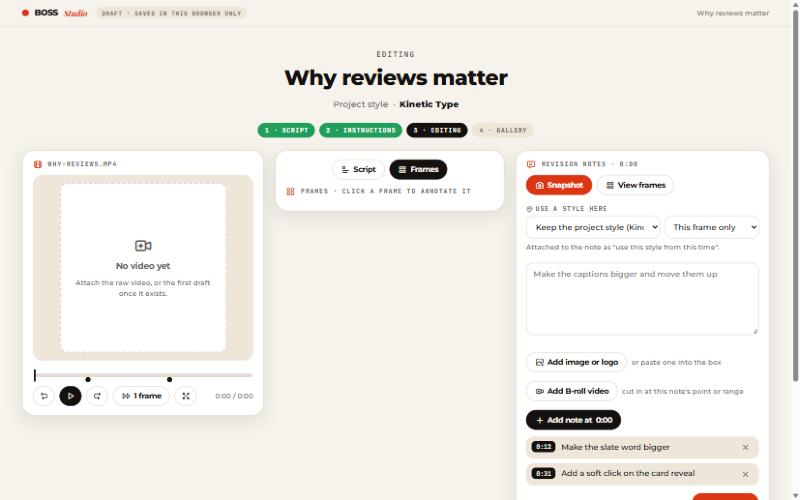 BOSS Studio DRAFT · SAVES IN THIS BROWSER ONLY
Why reviews matter
EDITING
Why reviews matter
Project style · Kinetic Type
1 · SCRIPT
2 · INSTRUCTIONS
3 · EDITING
4 · GALLERY
WHY-REVIEWS.MP4
No video yet
Attach the raw video, or the first draft
once it exists.
1 frame
0:00 / 0:00
Script
Frames
FRAMES · CLICK A FRAME TO ANNOTATE IT
REVISION NOTES · 0:00
Snapshot
View frames
USE A STYLE HERE
Keep the project style (Kine
This frame only
Attached to the note as "use this style from this time".
Make the captions bigger and move them up
Add image or logo or paste one into the box
Add B-roll video cut in at this note's point or range
+ Add note at 0:00
0:12 Make the slate word bigger
0:31 Add a soft click on the card reveal